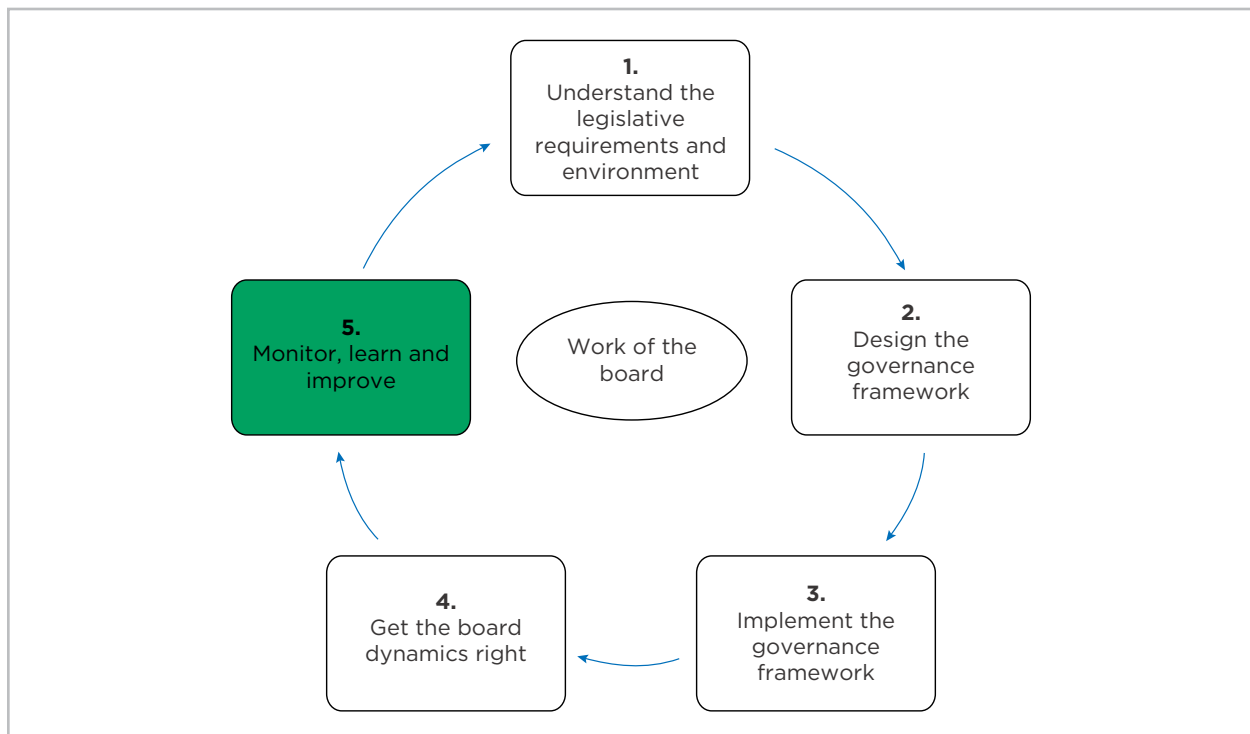 1.
Understand the
legislative
requirements and
environment
2.
Design the
governance
framework
3.
Implement the
governance
framework
4.
Get the board
dynamics right
5.
Monitor, learn and
improve
Work of the
board